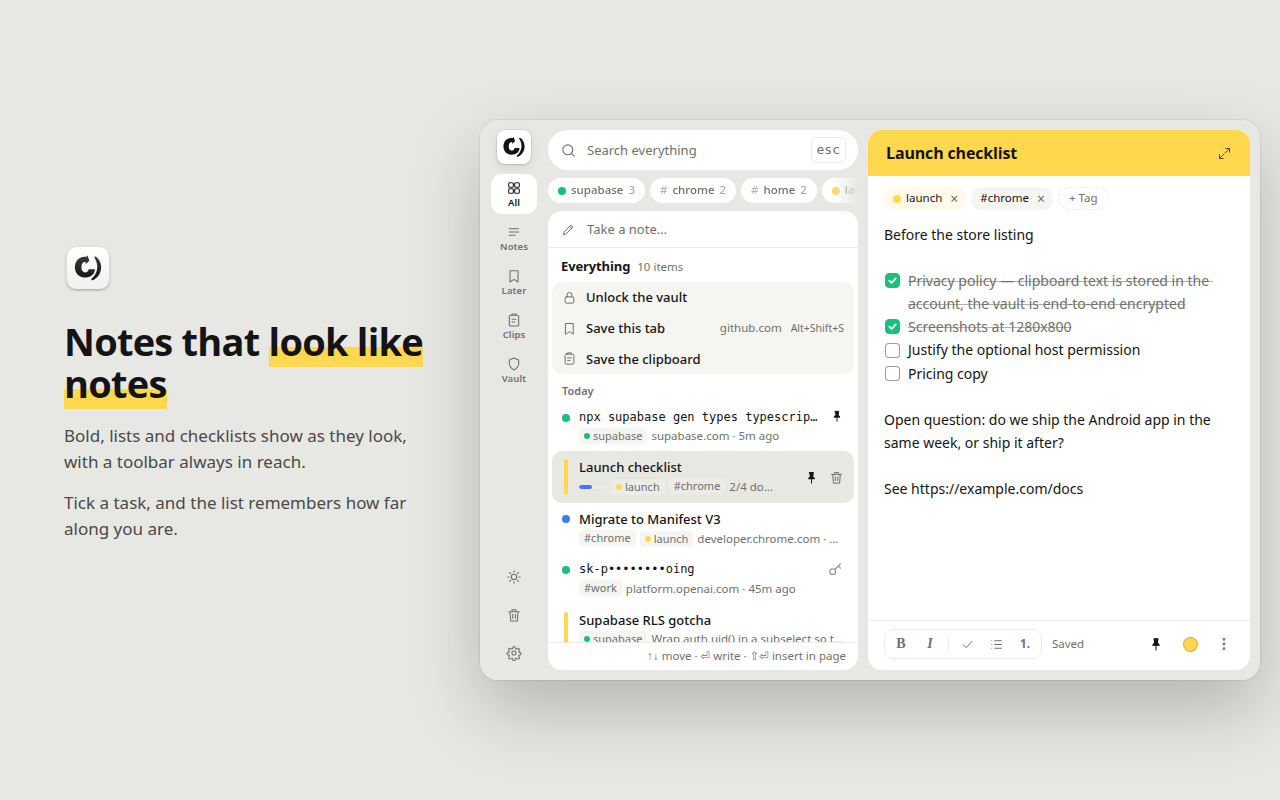 Notes that look like
notes
Bold, lists and checklists show as they look,
with a toolbar always in reach.
Tick a task, and the list remembers how far
along you are.
All
Notes
Later
Clips
Vault
Search everything
esc
supabase 3
# chrome 2
# home 2
Take a note...
Everything 10 items
Unlock the vault
Save this tab github.com Alt+Shift+S
Save the clipboard
Today
npx supabase gen types typescrip…
supabase supabase.com · 5m ago
Launch checklist
launch #chrome 2/4 do...
Migrate to Manifest V3
#chrome launch developer.chrome.com · ...
sk-p••••••••oing
#work platform.openai.com · 45m ago
Supabase RLS gotcha
supabase Wrap auth.uid() in a subselect so t...
↑↓ move · ⏎ write · ⇧⏎ insert in page
Launch checklist
launch × #chrome × + Tag
Before the store listing
Privacy policy — clipboard text is stored in the
account, the vault is end-to-end encrypted
Screenshots at 1280x800
Justify the optional host permission
Pricing copy
Open question: do we ship the Android app in the
same week, or ship it after?
See https://example.com/docs
B I 1. Saved